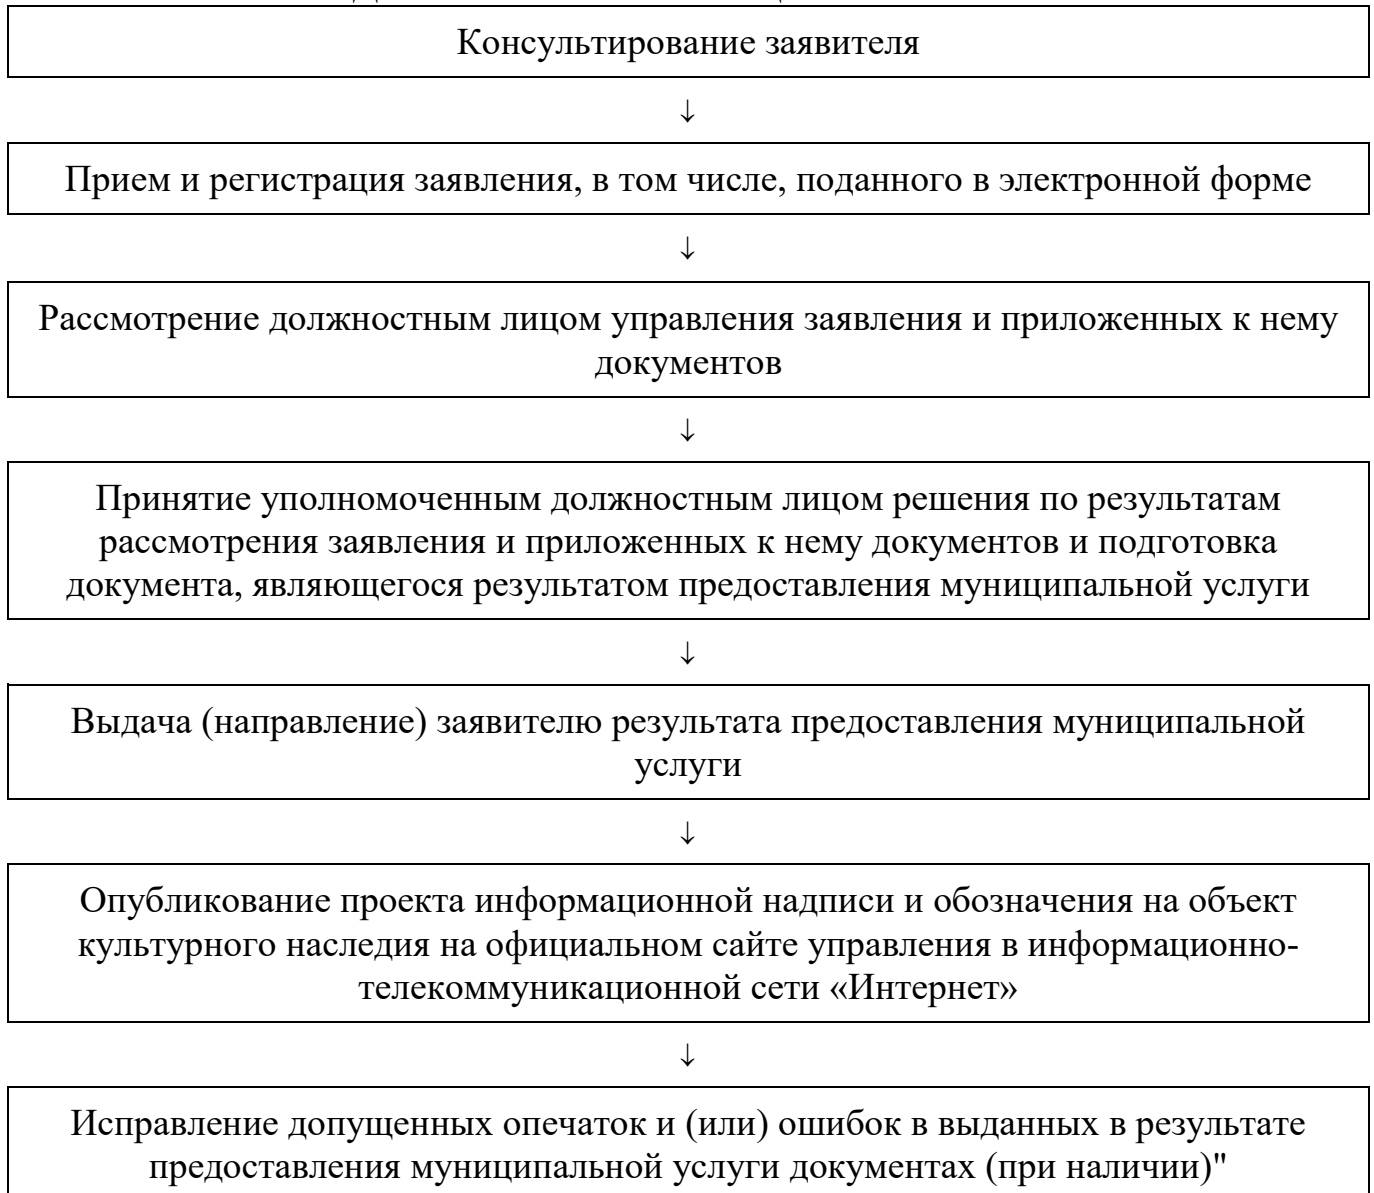 Консультирование заявителя
↓
Прием и регистрация заявления, в том числе, поданного в электронной форме
↓
Рассмотрение должностным лицом управления заявления и приложенных к нему
документов
↓
Принятие уполномоченным должностным лицом решения по результатам
рассмотрения заявления и приложенных к нему документов и подготовка
документа, являющегося результатом предоставления муниципальной услуги
↓
Выдача (направление) заявителю результата предоставления муниципальной
услуги
↓
Опубликование проекта информационной надписи и обозначения на объект
культурного наследия на официальном сайте управления в информационно-
телекоммуникационной сети «Интернет»
↓
Исправление допущенных опечаток и (или) ошибок в выданных в результате
предоставления муниципальной услуги документах (при наличии)"